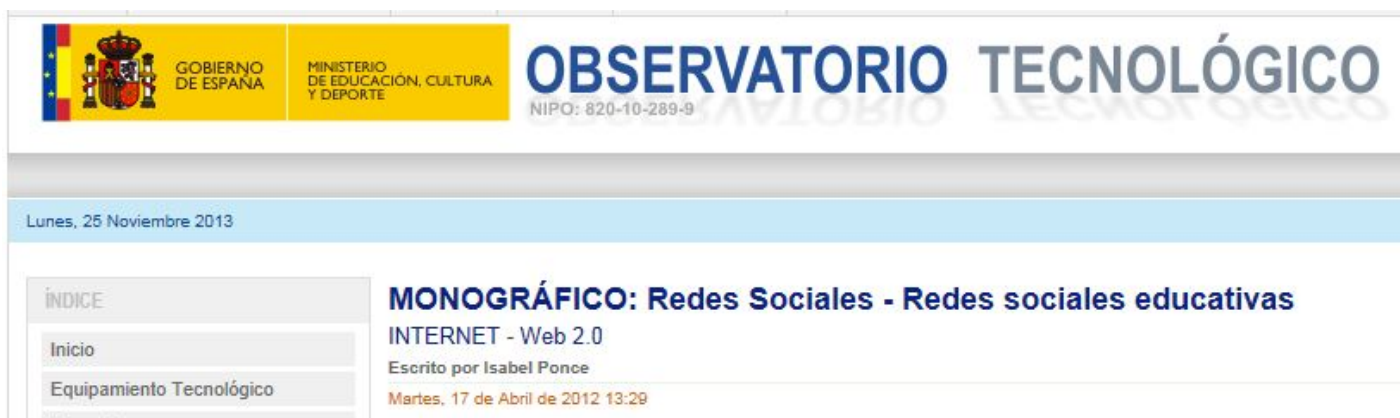 GOBIERNO
DE ESPAÑA
MINISTERIO
DE EDUCACIÓN, CULTURA
Y DEPORTE
OBSERVATORIO TECNOLÓGICO
NIPO: 820-10-289-9
Lunes, 25 Noviembre 2013
ÍNDICE
Inicio
Equipamiento Tecnológico
MONOGRÁFICO: Redes Sociales - Redes sociales educativas
INTERNET - Web 2.0
Escrito por Isabel Ponce
Martes, 17 de Abril de 2012 13:29